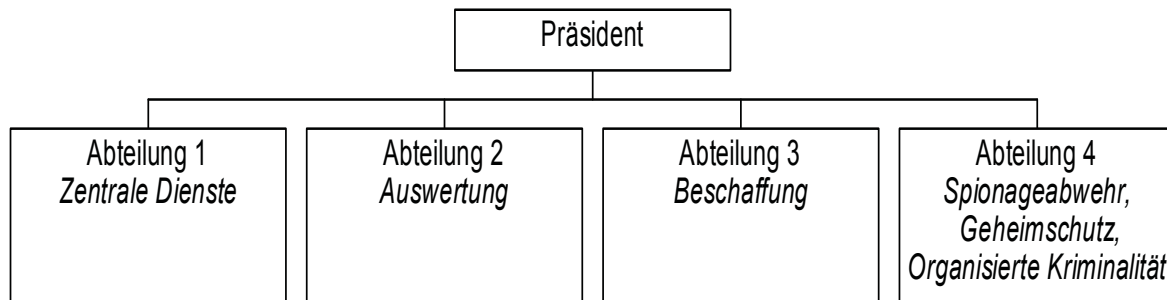 Präsident
Abteilung 1
Zentrale Dienste
Abteilung 2
Auswertung
Abteilung 3
Beschaffung
Abteilung 4
Spionageabwehr,
Geheimschutz,
Organisierte Kriminalität